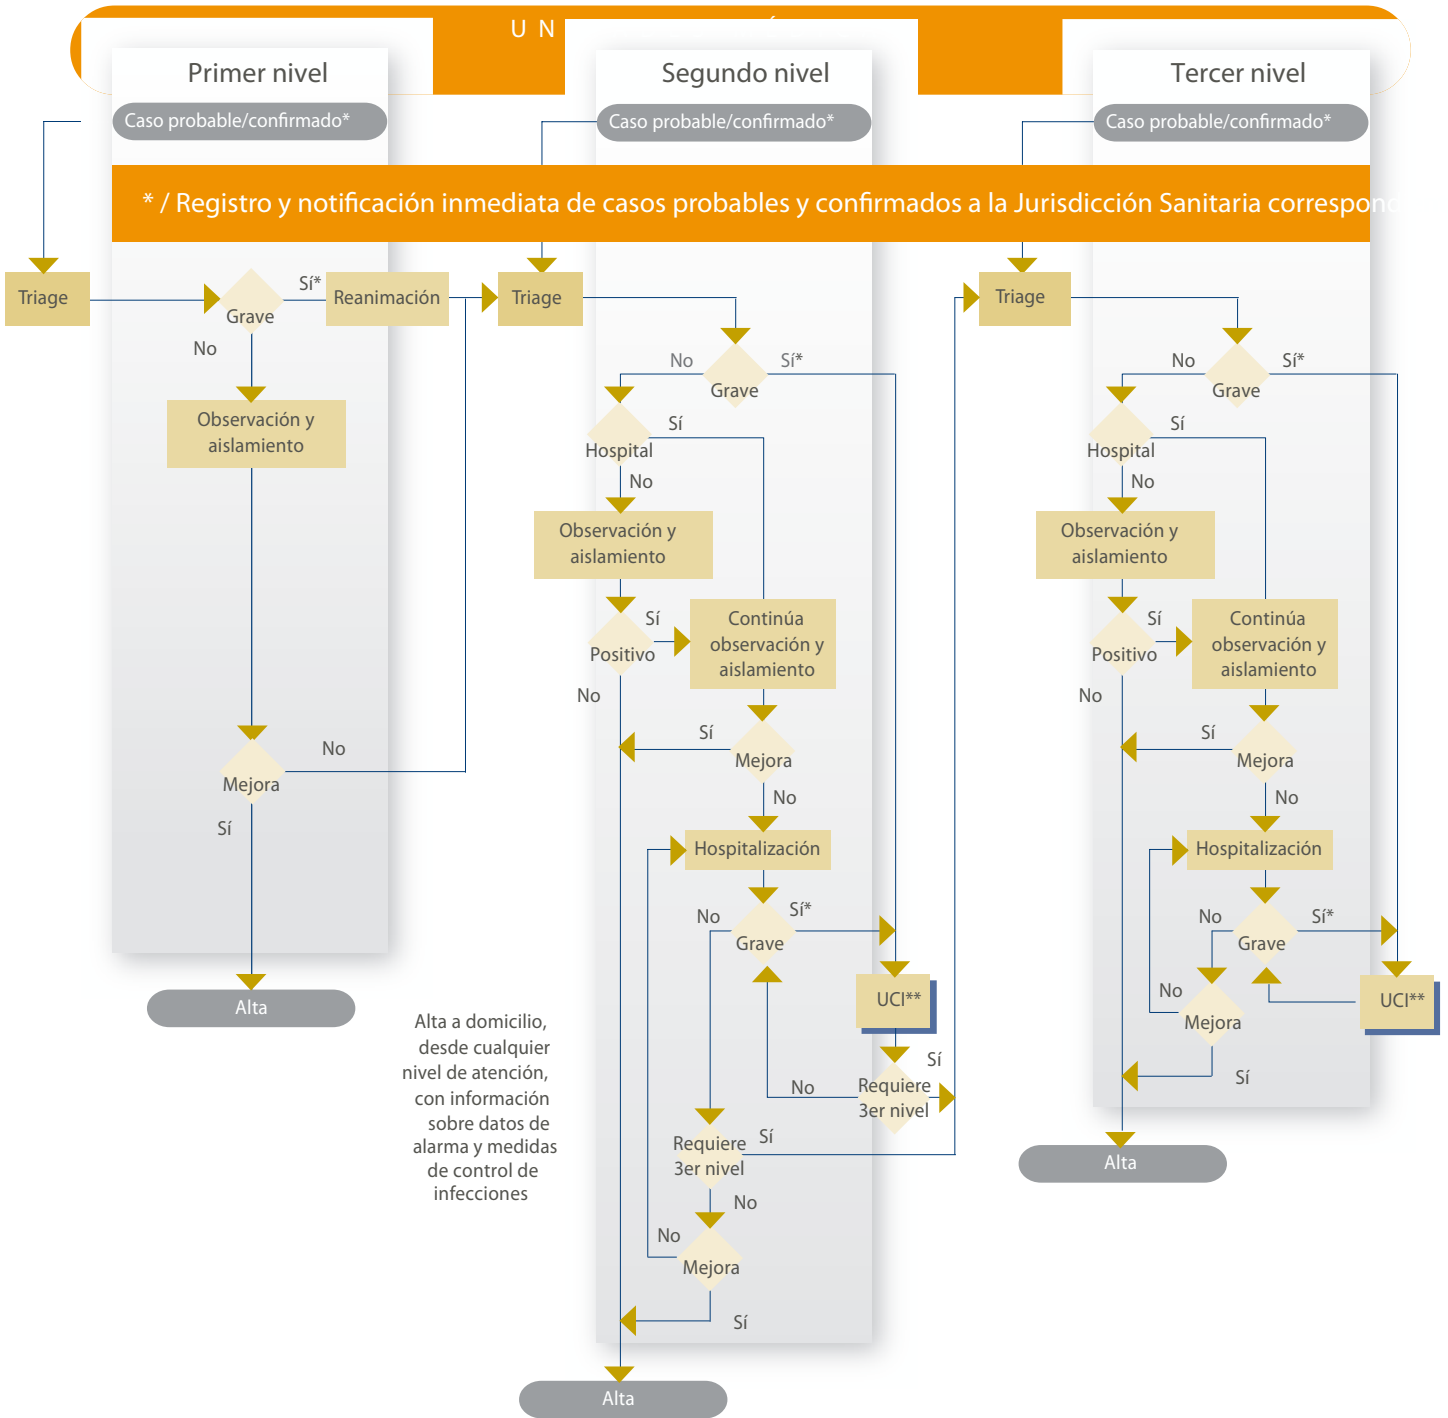 U N
Primer nivel
Caso probable/confirmado*
Segundo nivel
Caso probable/confirmado*
Tercer nivel
Caso probable/confirmado*
* / Registro y notificación inmediata de casos probables y confirmados a la Jurisdicción Sanitaria
Triage
Grave
Sí*
No
Reanimación
Observación y
aislamiento
Mejora
No
Sí
Alta
Alta a domicilio,
desde cualquier
nivel de atención,
con información
sobre datos de
alarma y medidas
de control de
infecciones
Triage
No
Sí*
Grave
Hospital
Sí
No
Observación y
aislamiento
Positivo
Sí
No
Continúa
observación y
aislamiento
Sí
Mejora
No
Hospitalización
No
Sí*
Grave
UCI**
Requiere
3er nivel
Sí
No
Requiere
3er nivel
Sí
No
No
Mejora
Sí
Alta
Triage
No
Sí*
Grave
Hospital
Sí
No
Observación y
aislamiento
Positivo
Sí
No
Continúa
observación y
aislamiento
Sí
Mejora
No
Hospitalización
No
Sí*
Grave
UCI**
No
Mejora
Sí
Alta